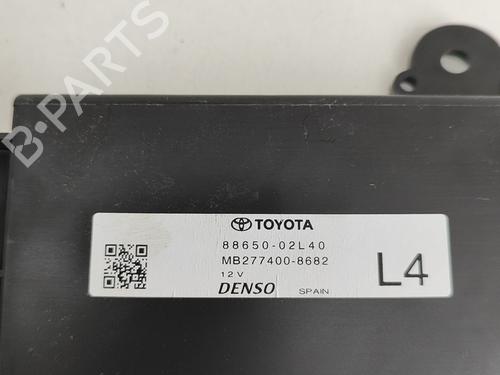 B-PARTS
TOYOTA
88650-02L40
MB277400-8682
12V
DENSO SPAIN
L4